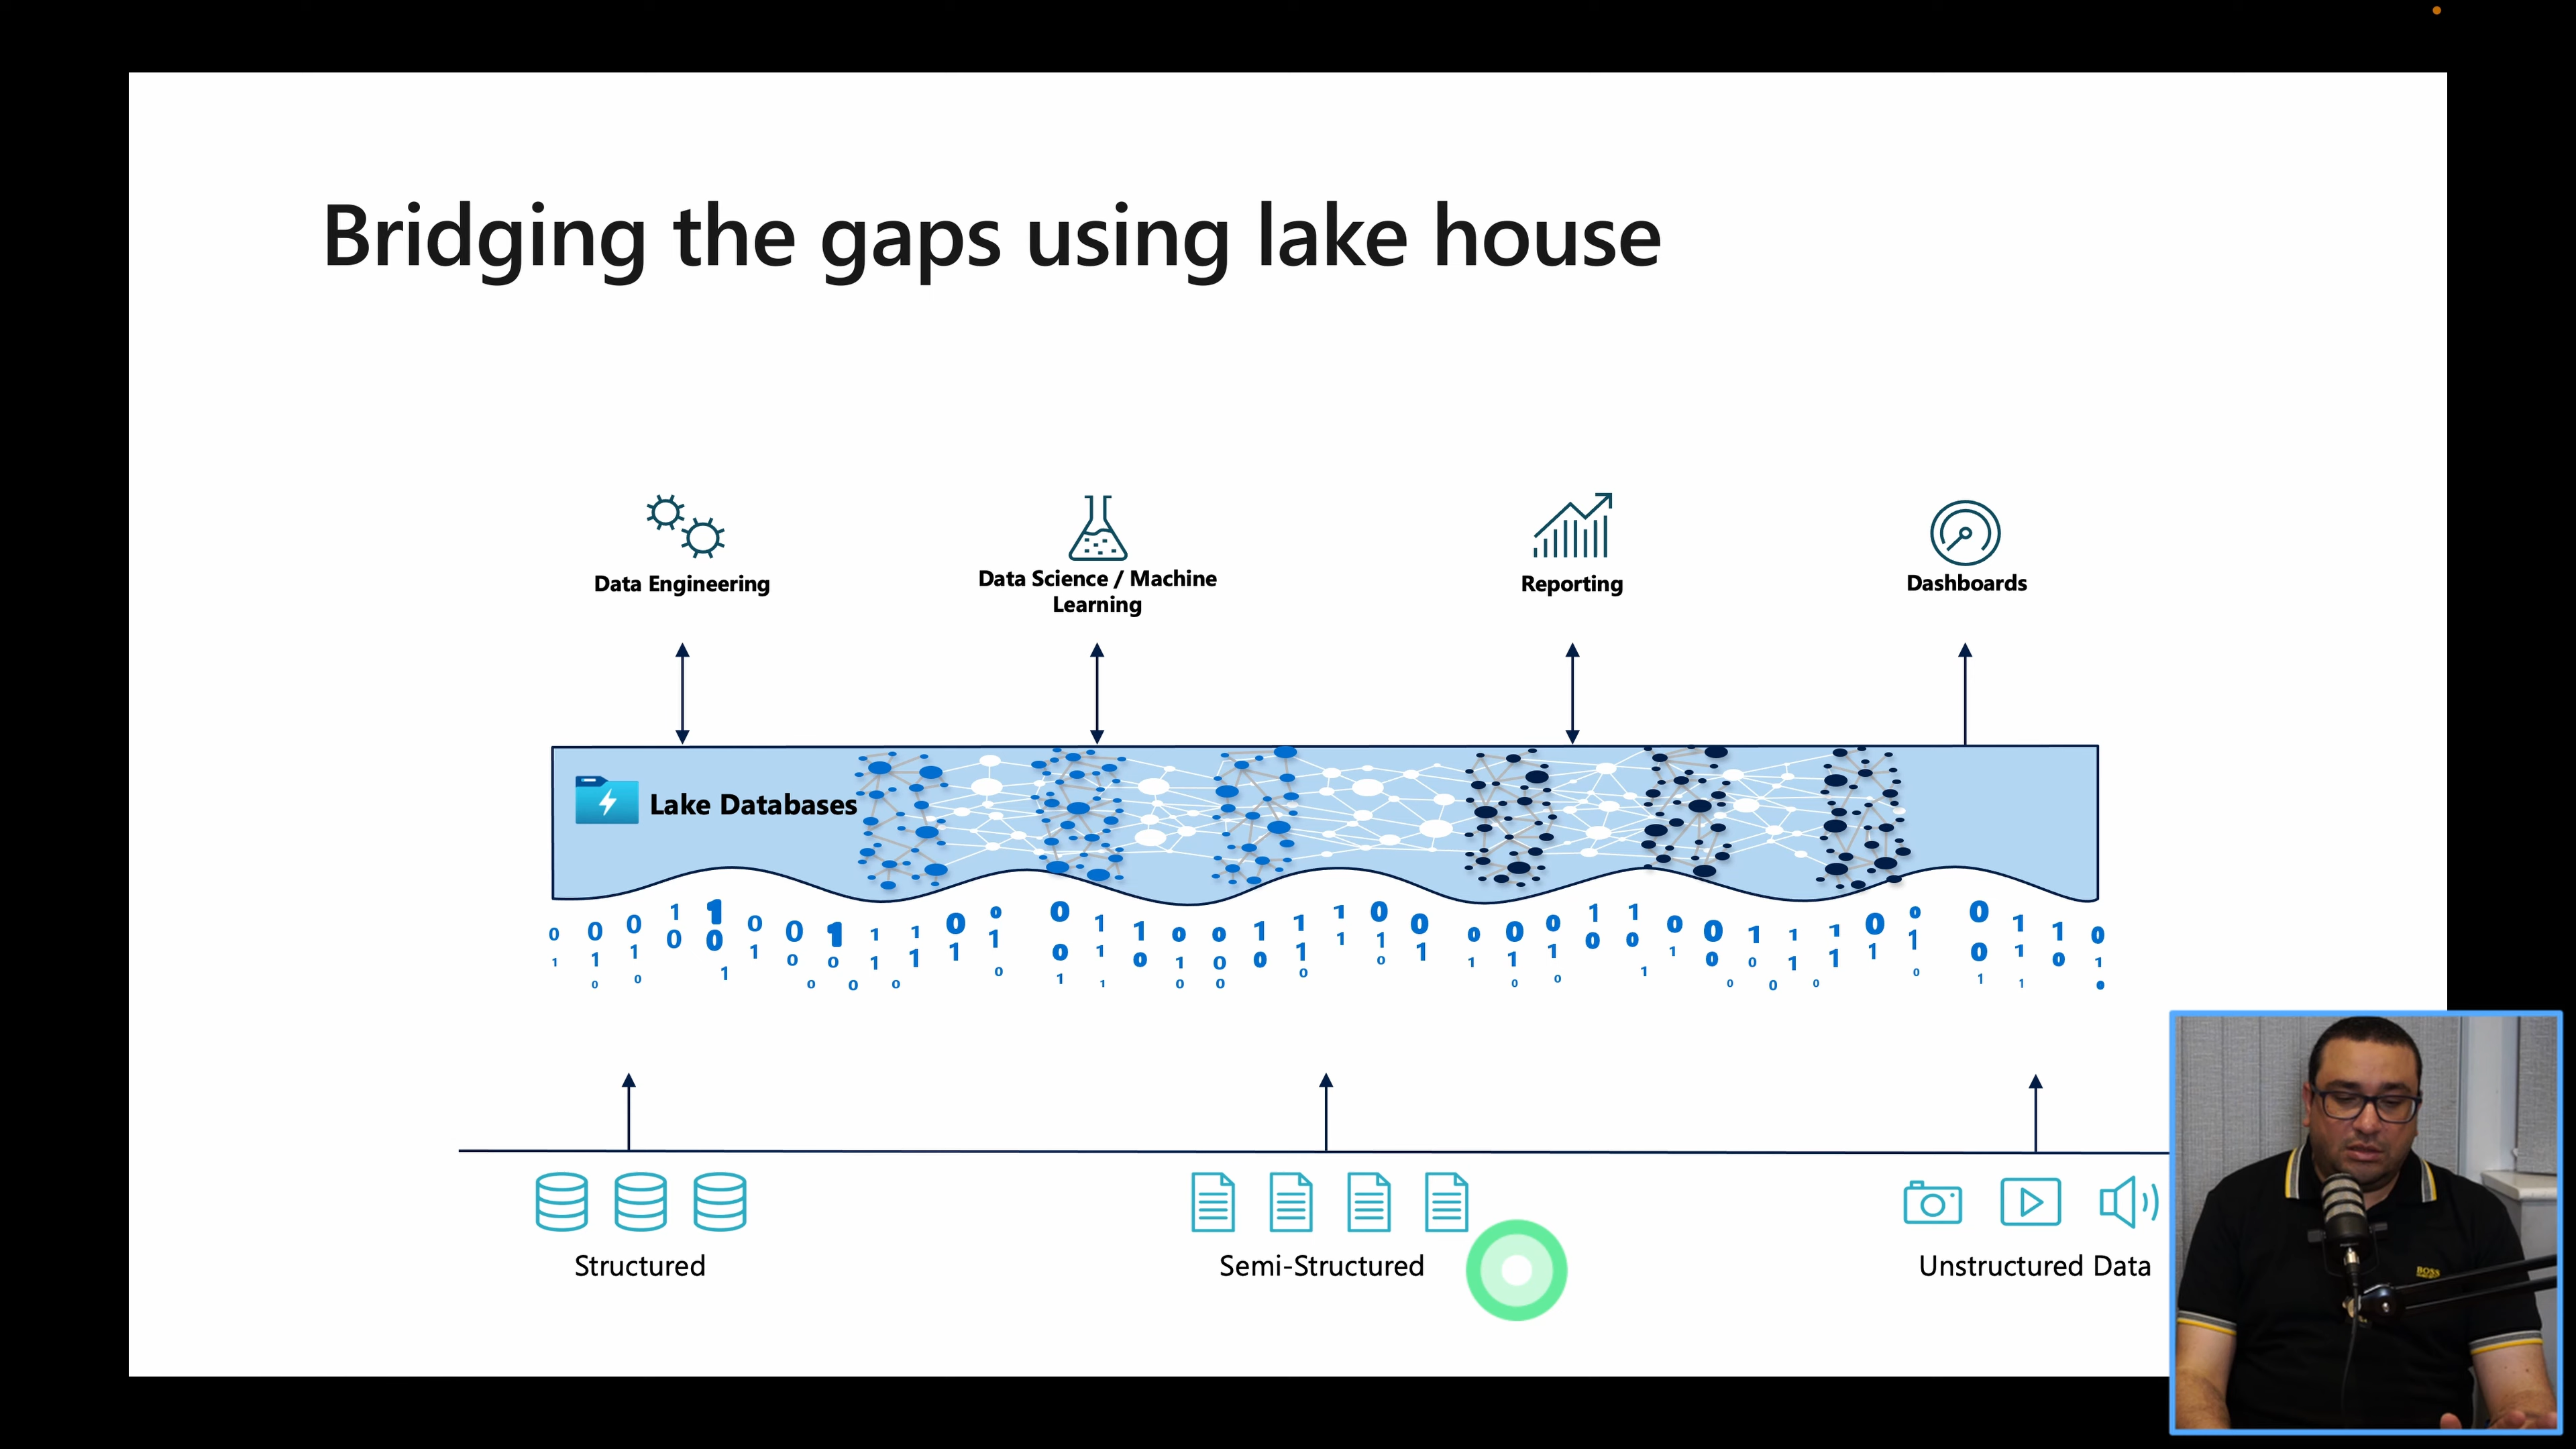 Bridging the gaps using lake house
Data Engineering
Data Science / Machine
Learning
Reporting
Dashboards
Lake Databases
Structured
Semi-Structured
Unstructured Data
BOSS